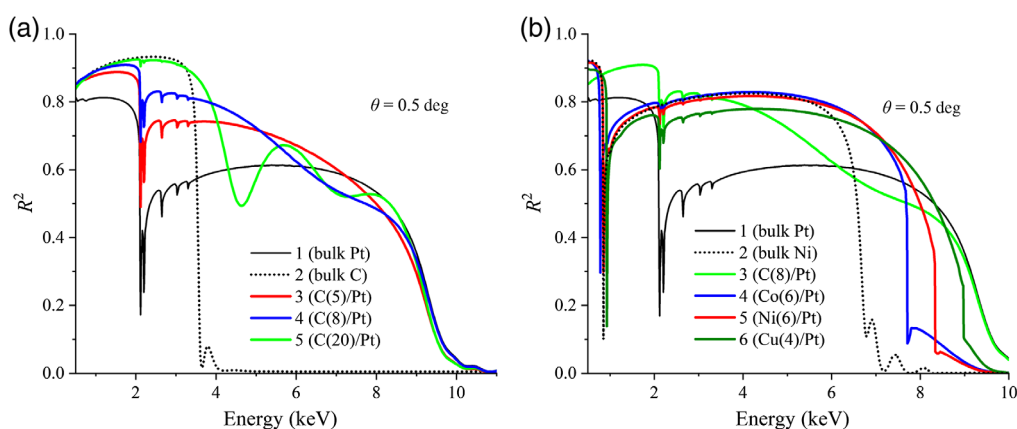 (a)
1.0
0.8
0.6
0.4
0.2
0.0
R²
θ = 0.5 deg
1 (bulk Pt)
2 (bulk C)
3 (C(5)/Pt)
4 (C(8)/Pt)
5 (C(20)/Pt)
2 4 6 8 10
Energy (keV)
(b)
1.0
0.8
0.6
0.4
0.2
0.0
R²
θ = 0.5 deg
1 (bulk Pt)
2 (bulk Ni)
3 (C(8)/Pt)
4 (Co(6)/Pt)
5 (Ni(6)/Pt)
6 (Cu(4)/Pt)
2 4 6 8 10
Energy (keV)